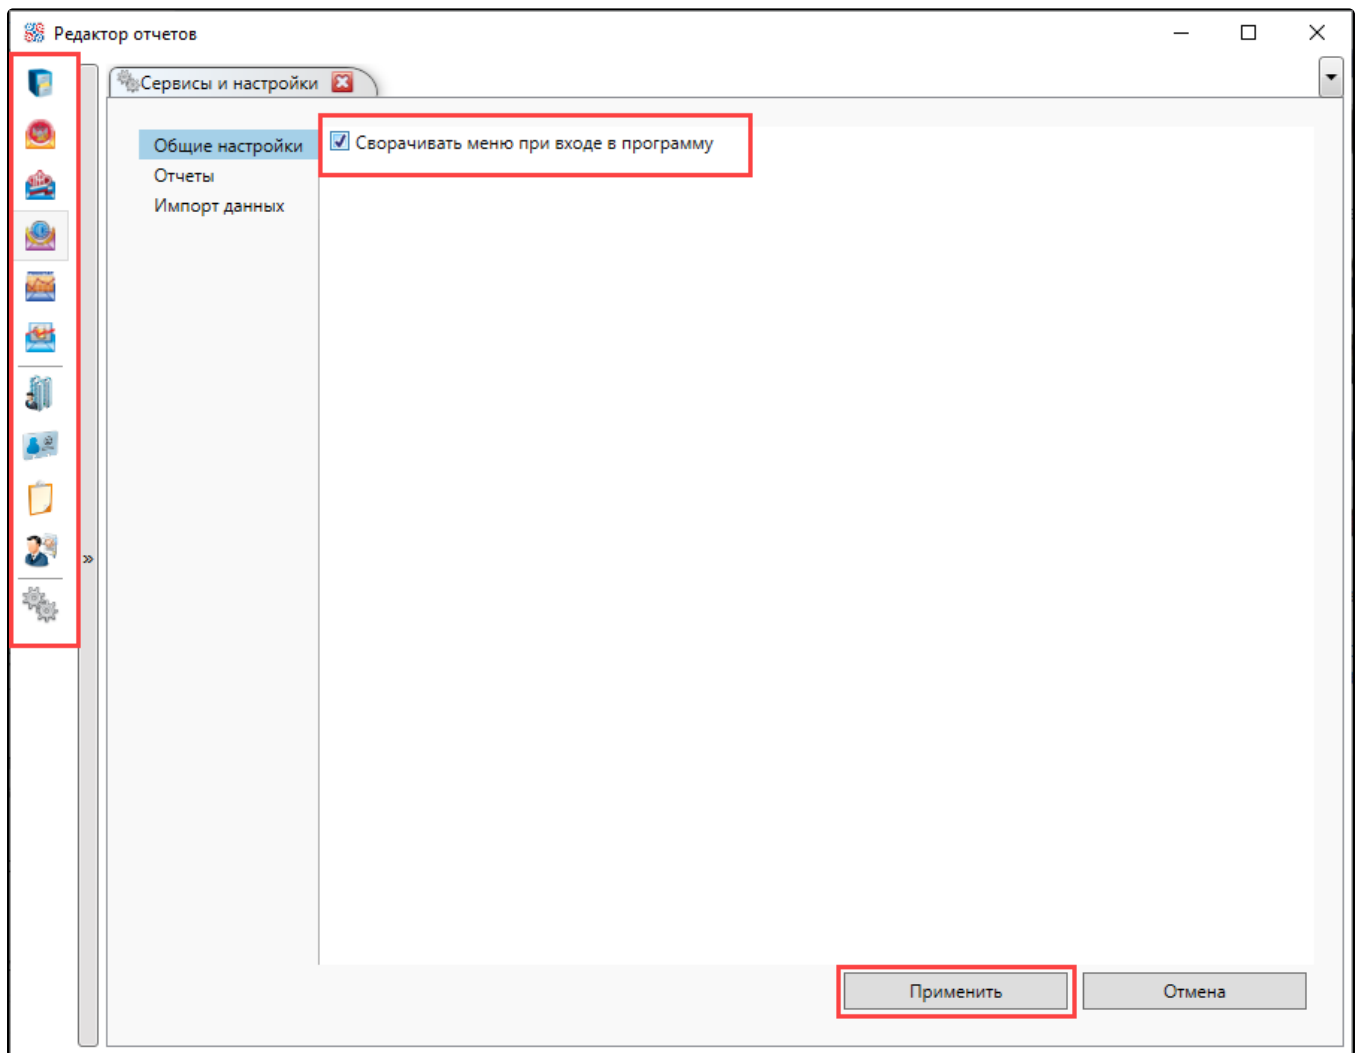 Редактор отчетов
Сервисы и настройки
Общие настройки
Отчеты
Импорт данных
Сворачивать меню при входе в программу
»
Применить
Отмена